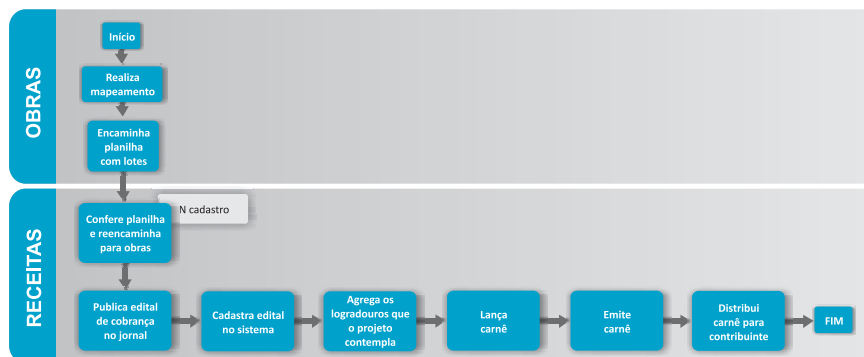 OBRAS
Início
Realiza
mapeamento
Encaminha
planilha
com lotes
RECEITAS
N cadastro
Confere planilha
e reencaminha
para obras
Publica edital
de cobrança
no jornal
Cadastra edital
no sistema
Agrega os
logradouros que
o projeto
contempla
Lança
carnê
Emite
carnê
Distribui
carnê para
contribuinte
FIM